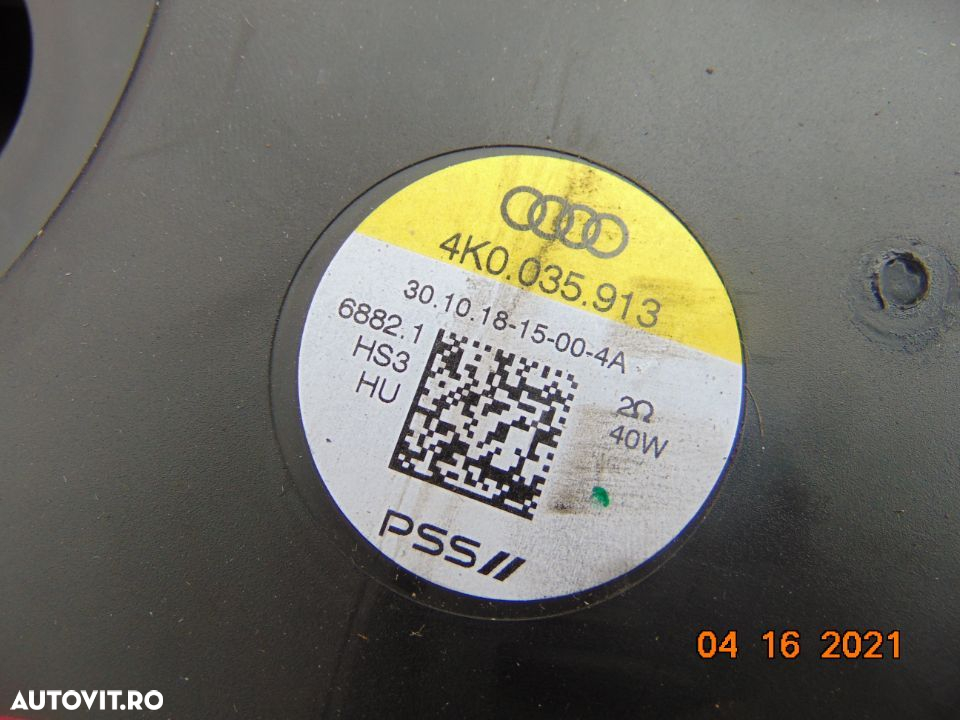 4K0.035.913
30.10.18-15-00-4A
6882.1
HS3
HU
2Ω
40W
PSS//
04 16 2021
AUTOVIT.RO